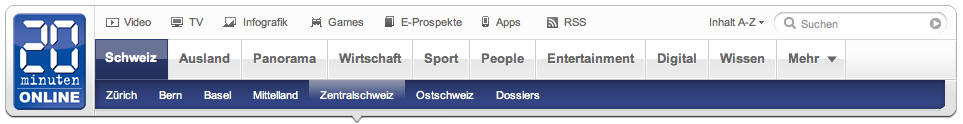 20 minuten ONLINE
Video TV Infografik Games E-Prospekte Apps RSS Inhalt A-Z Suchen
Schweiz Ausland Panorama Wirtschaft Sport People Entertainment Digital Wissen Mehr
Zürich Bern Basel Mittelland Zentralschweiz Ostschweiz Dossiers